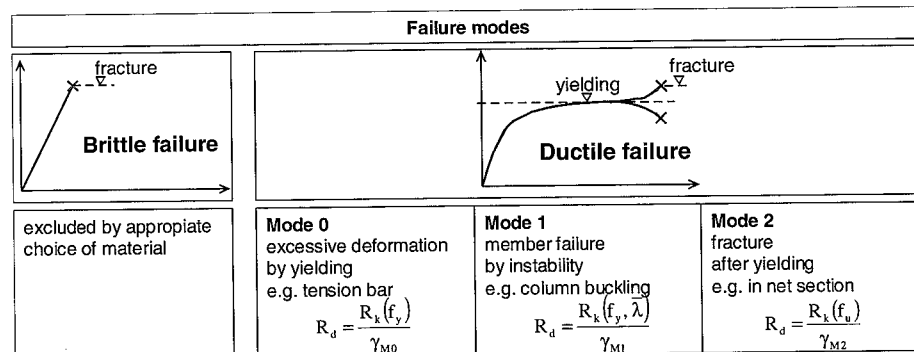 Failure modes
fracture
Brittle failure
yielding
fracture
Ductile failure
excluded by appropiate
choice of material
Mode 0
excessive deformation
by yielding
e.g. tension bar
R_d = R_k(f_y) / γ_M0
Mode 1
member failure
by instability
e.g. column buckling
R_d = R_k(f_y, λ̄) / γ_M1
Mode 2
fracture
after yielding
e.g. in net section
R_d = R_k(f_u) / γ_M2